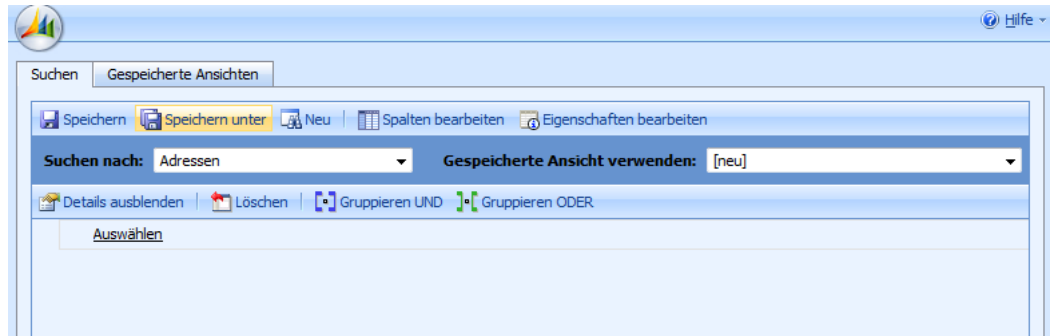 Hilfe
Suchen Gespeicherte Ansichten
Speichern Speichern unter Neu Spalten bearbeiten Eigenschaften bearbeiten
Suchen nach: Adressen Gespeicherte Ansicht verwenden: [neu]
Details ausblenden Löschen Gruppieren UND Gruppieren ODER
Auswählen